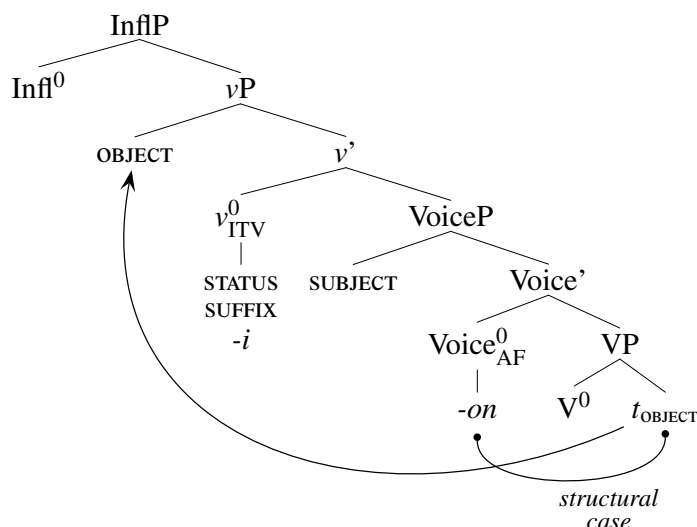 InflP
Infl⁰ vP
OBJECT v’
v⁰ITV VoiceP
STATUS SUBJECT Voice’
SUFFIX
-i Voice⁰AF VP
-on V⁰ tOBJECT
structural
case